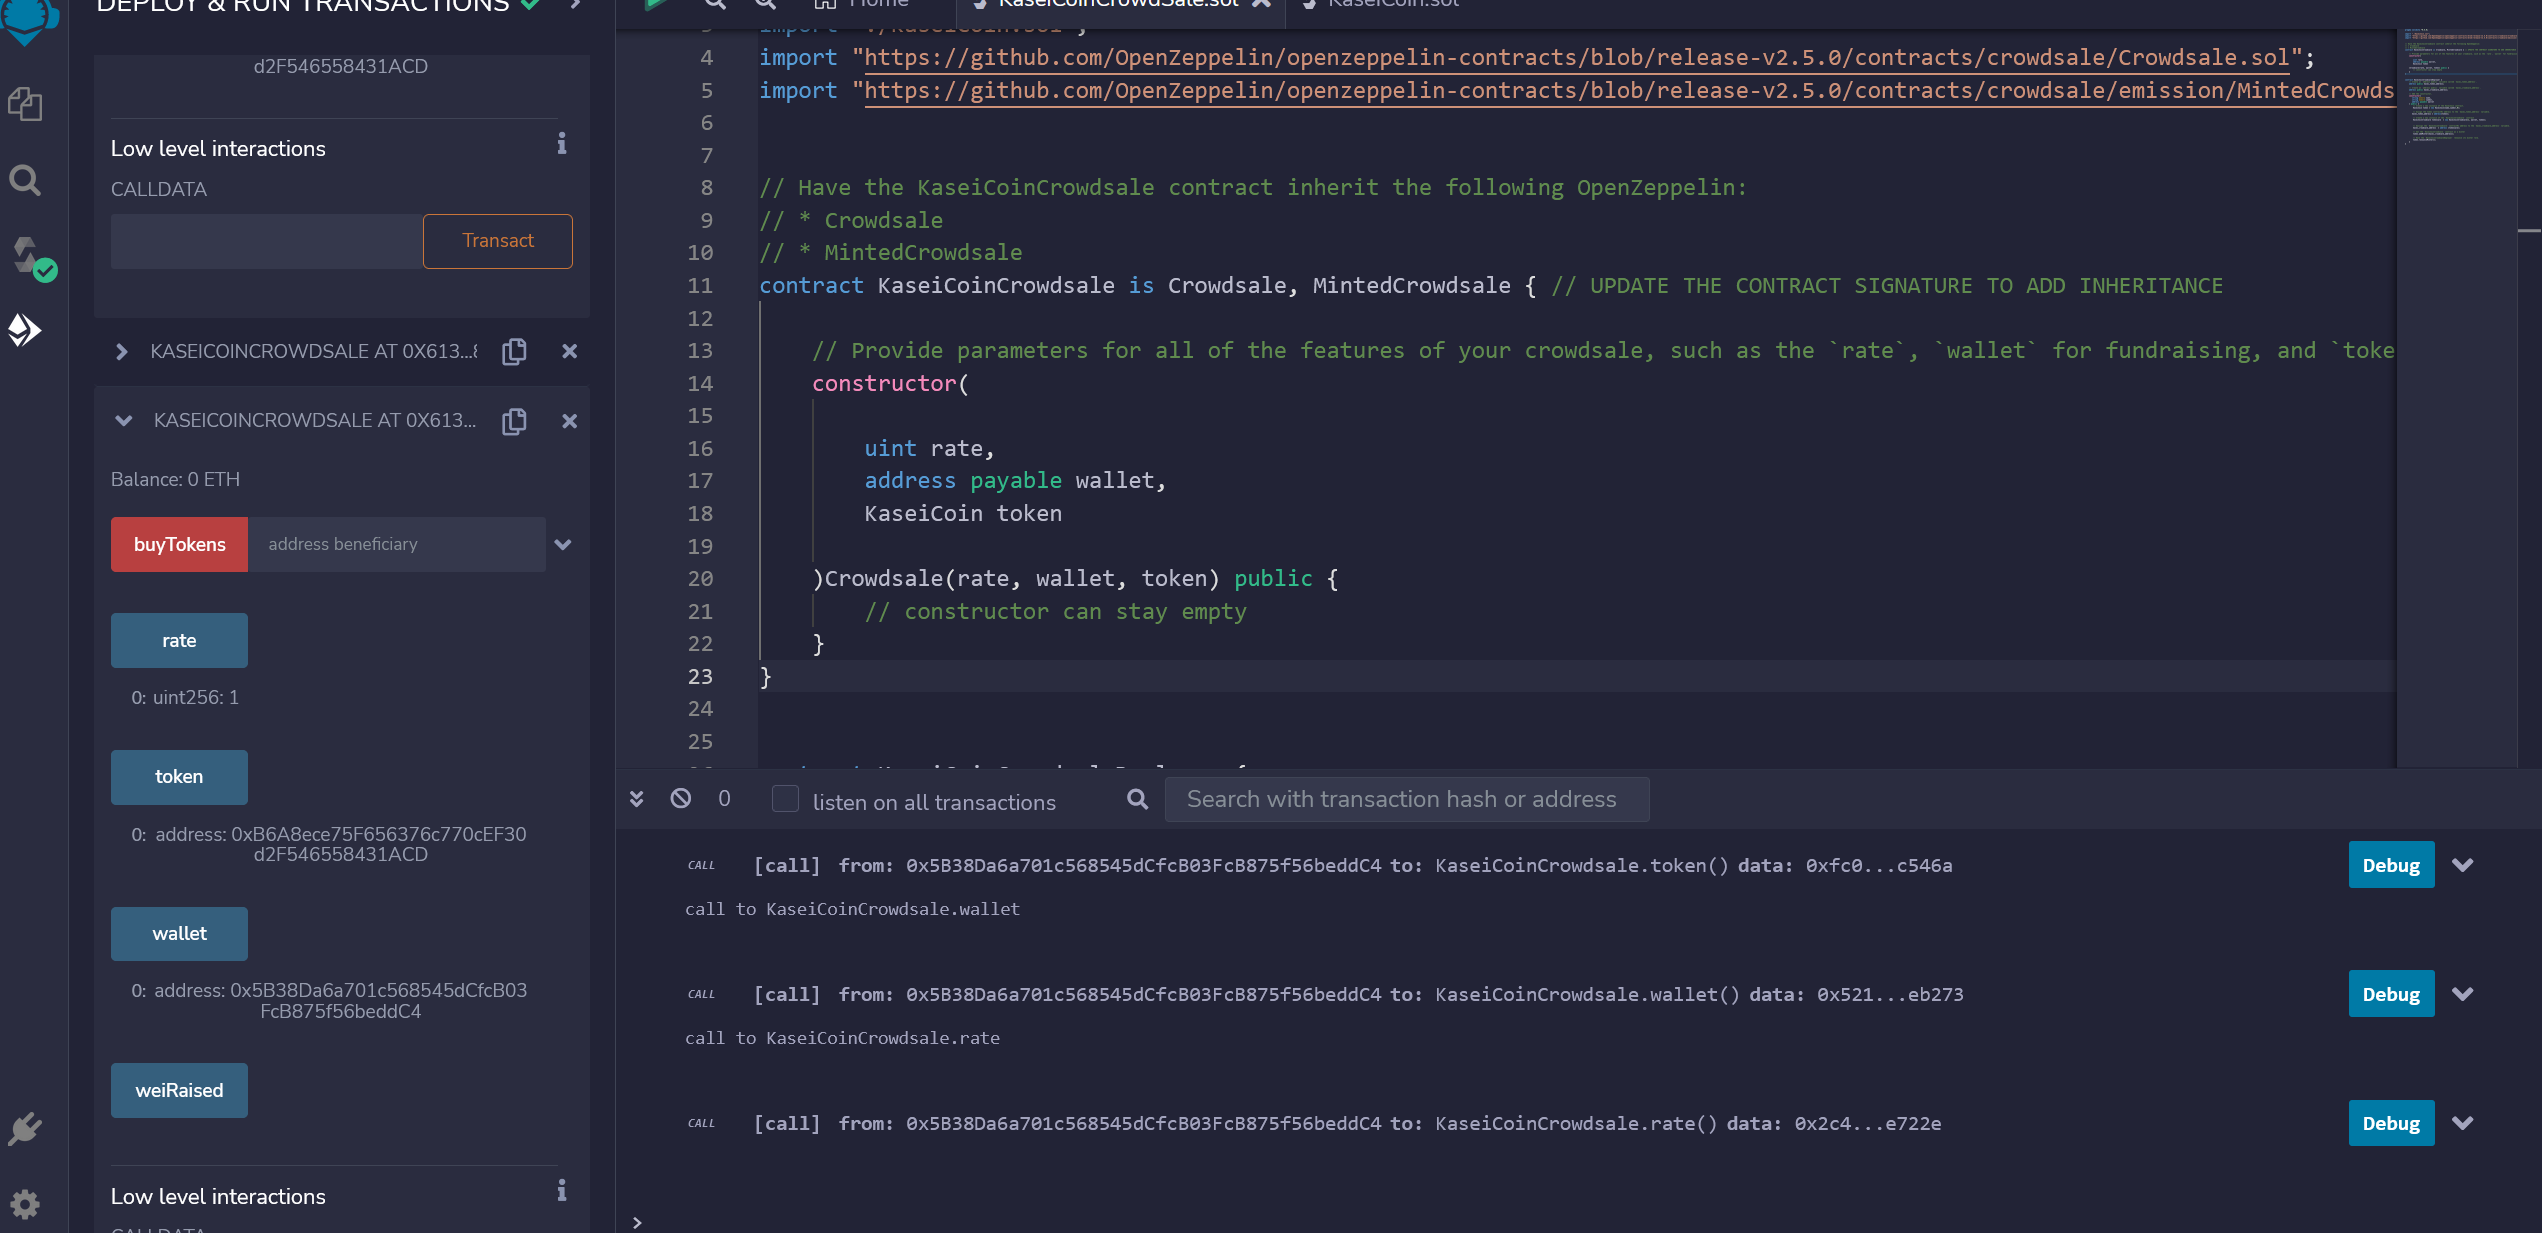 DEPLOY & RUN TRANSACTIONS
d2F546558431ACD
Low level interactions
CALLDATA
Transact
KASEICOINCROWDSALE AT 0X613...
KASEICOINCROWDSALE AT 0X613...
Balance: 0 ETH
buyTokens address beneficiary
rate
0: uint256: 1
token
0: address: 0xB6A8ece75F656376c770cEF30
d2F546558431ACD
wallet
0: address: 0x5B38Da6a701c568545dCfcB03
FcB875f56beddC4
weiRaised
Low level interactions
CALLDATA
Home KaseiCoinCrowdSale.sol KaseiCoin.sol
3 import "./KaseiCoin.sol";
4 import "https://github.com/OpenZeppelin/openzeppelin-contracts/blob/release-v2.5.0/contracts/crowdsale/Crowdsale.sol";
5 import "https://github.com/OpenZeppelin/openzeppelin-contracts/blob/release-v2.5.0/contracts/crowdsale/emission/MintedCrowds
6
7
8 // Have the KaseiCoinCrowdsale contract inherit the following OpenZeppelin:
9 // * Crowdsale
10 // * MintedCrowdsale
11 contract KaseiCoinCrowdsale is Crowdsale, MintedCrowdsale { // UPDATE THE CONTRACT SIGNATURE TO ADD INHERITANCE
12
13 // Provide parameters for all of the features of your crowdsale, such as the `rate`, `wallet` for fundraising, and `toke
14 constructor(
15
16 uint rate,
17 address payable wallet,
18 KaseiCoin token
19
20 )Crowdsale(rate, wallet, token) public {
21 // constructor can stay empty
22 }
23 }
24
25
0 listen on all transactions Search with transaction hash or address
CALL [call] from: 0x5B38Da6a701c568545dCfcB03FcB875f56beddC4 to: KaseiCoinCrowdsale.token() data: 0xfc0...c546a Debug
call to KaseiCoinCrowdsale.wallet
CALL [call] from: 0x5B38Da6a701c568545dCfcB03FcB875f56beddC4 to: KaseiCoinCrowdsale.wallet() data: 0x521...eb273 Debug
call to KaseiCoinCrowdsale.rate
CALL [call] from: 0x5B38Da6a701c568545dCfcB03FcB875f56beddC4 to: KaseiCoinCrowdsale.rate() data: 0x2c4...e722e Debug
>